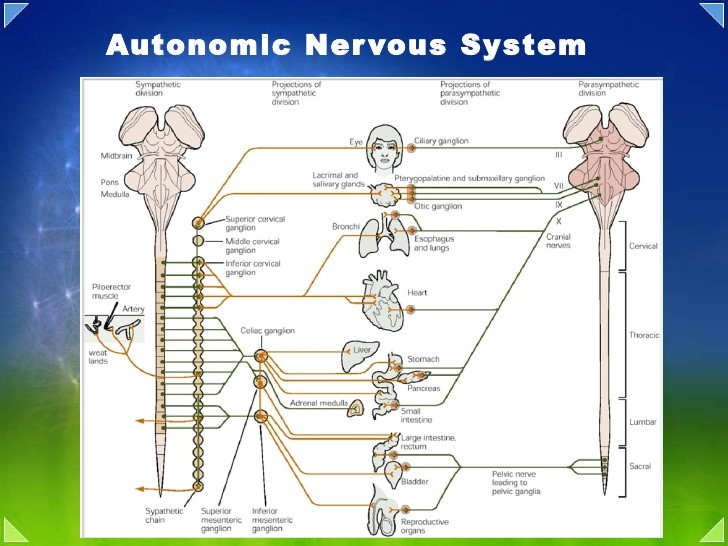 Autonomic Nervous System
Sympathetic
division
Projections of
sympathetic
division
Projections of
parasympathetic
division
Parasympathetic
division
Midbrain
Pons
Medulla
Eye
Ciliary ganglion
III
Lacrimal and
salivary glands
Pterygopalatine and submaxillary ganglion
VII
Otic ganglion
IX
X
Cranial
nerves
Superior cervical
ganglion
Middle cervical
ganglion
Inferior cervical
ganglion
Bronchi
Esophagus
and lungs
Cervical
Piloerector
muscle
Artery
weat
lands
Heart
Thoracic
Celiac ganglion
Liver
Stomach
Pancreas
Adrenal medulla
Small
intestine
Lumbar
Large intestine,
rectum
Bladder
Pelvic nerve
leading to
pelvic ganglia
Sacral
Reproductive
organs
Sypathetic
chain
Superior
mesenteric
ganglion
Inferior
mesenteric
ganglion